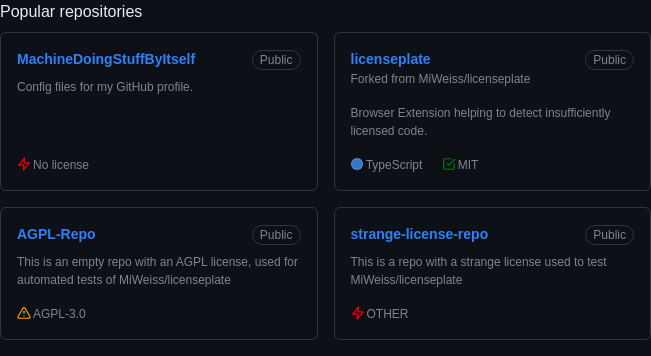 Popular repositories
MachineDoingStuffByItself
Public
Config files for my GitHub profile.
No license
licenseplate
Public
Forked from MiWeiss/licenseplate
Browser Extension helping to detect insufficiently
licensed code.
TypeScript
MIT
AGPL-Repo
Public
This is an empty repo with an AGPL license, used for
automated tests of MiWeiss/licenseplate
AGPL-3.0
strange-license-repo
Public
This is a repo with a strange license used to test
MiWeiss/licenseplate
OTHER